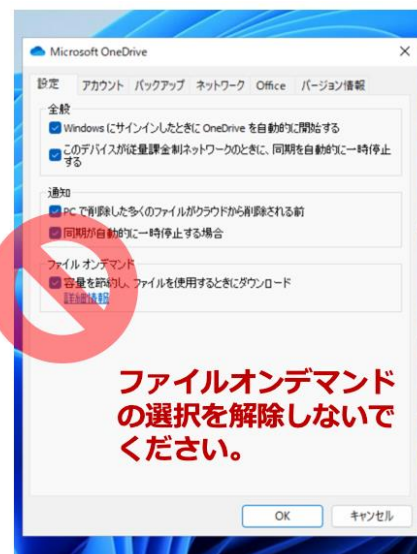 Microsoft OneDrive
設定 アカウント バックアップ ネットワーク Office バージョン情報
全般
Windows にサインインしたときに OneDrive を自動的に開始する
このデバイスが従量課金制ネットワークのときに、同期を自動的に一時停止
する
通知
PC で削除した多くのファイルがクラウドから削除される前
同期が自動的に一時停止する場合
ファイル オンデマンド
容量を節約し、ファイルを使用するときにダウンロード
詳細情報
ファイルオンデマンド
の選択を解除しないで
ください。
OK キャンセル